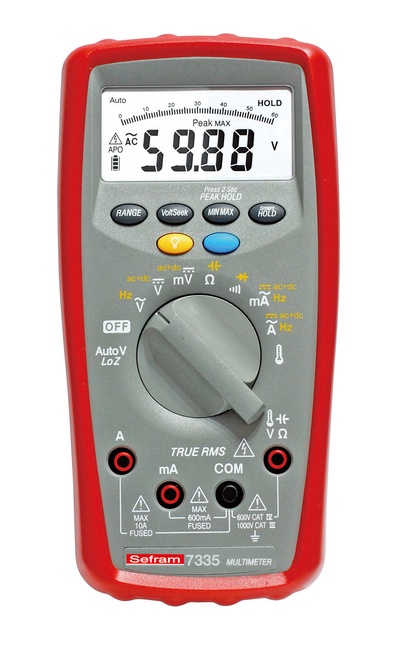 Auto
HOLD
0 10 20 30 40 50 60
Peak MAX
AC
APO
59.88 V
Press 2 Sec
PEAK HOLD
RANGE VoltSeek MIN MAX Smart HOLD
ac+dc mV Ω
ac+dc V
Hz V
mA ac+dc Hz
A ac+dc Hz
OFF
AutoV
LoZ
V Ω
TRUE RMS
A
mA COM
MAX
10A
FUSED
MAX
600mA
FUSED
600V CAT IV
1000V CAT III
Sefram 7335 MULTIMETER